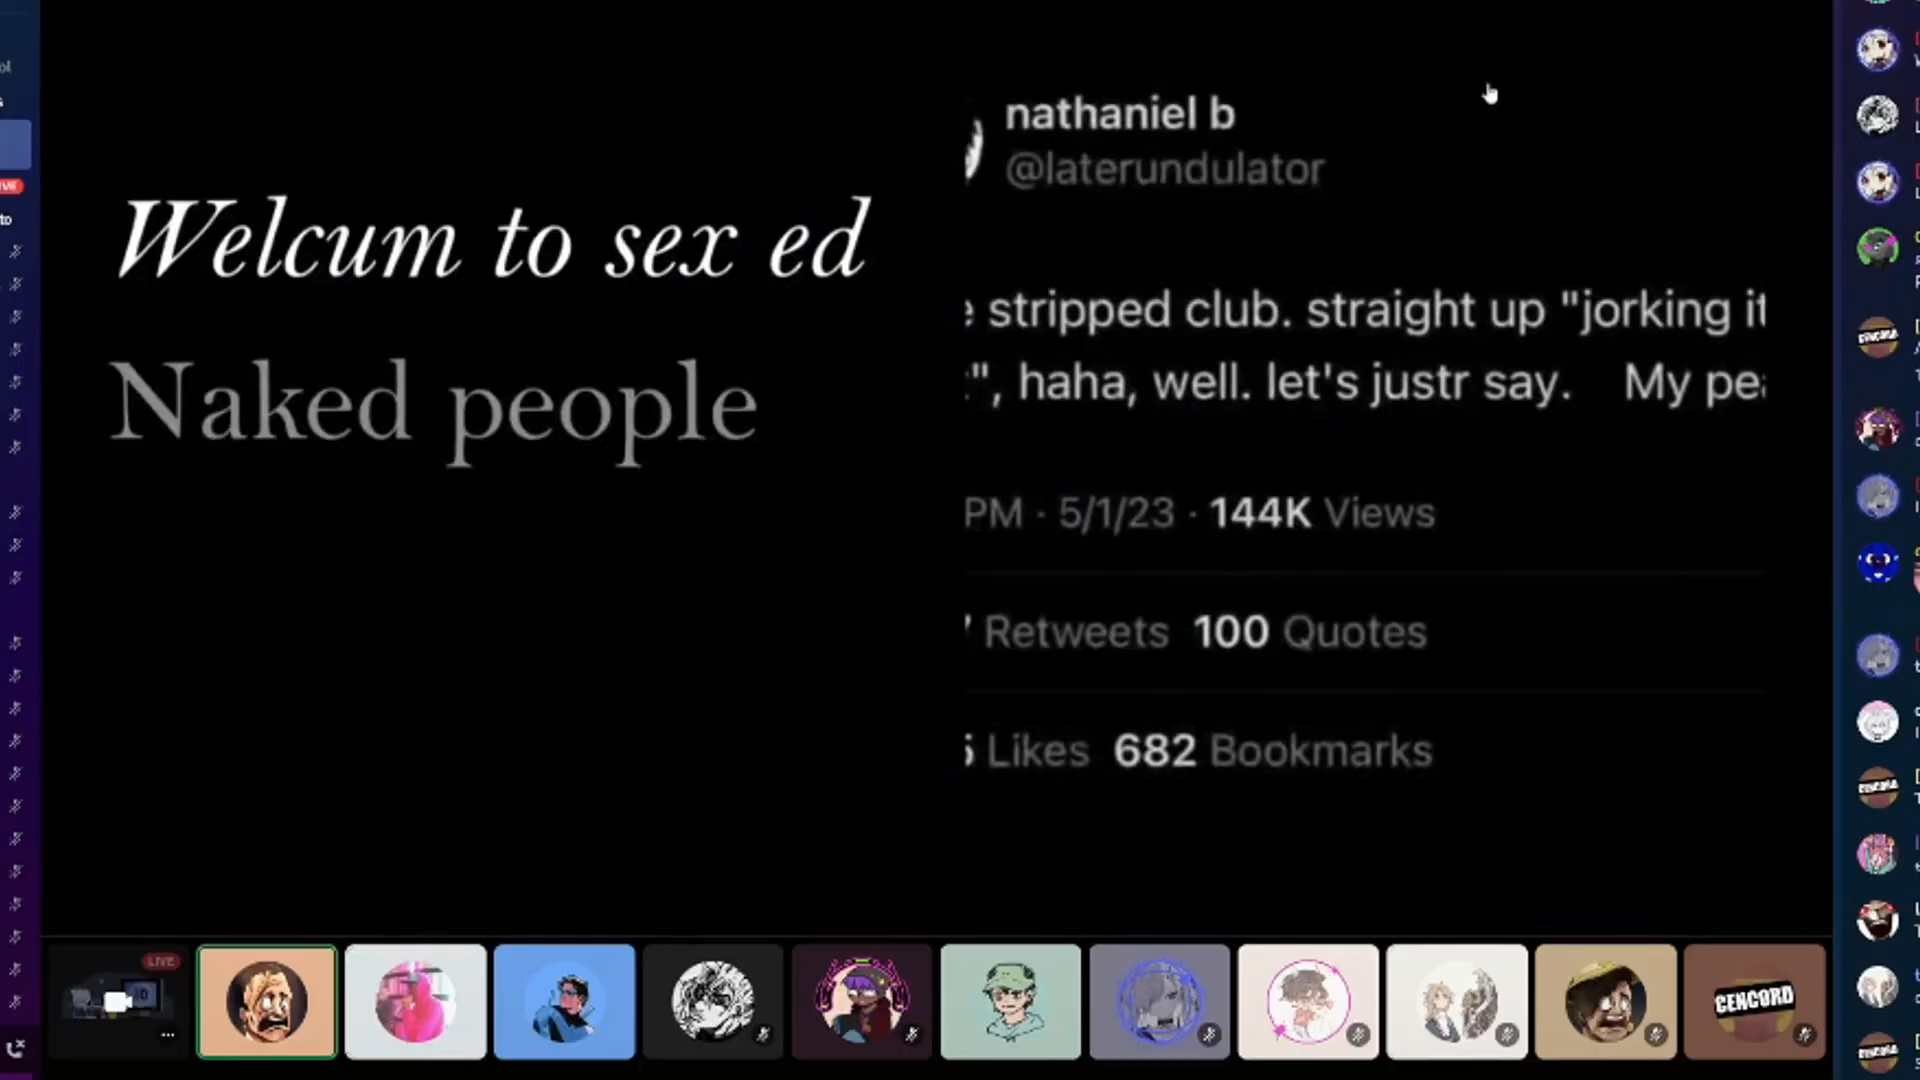 Welcum to sex ed
Naked people
nathaniel b
@laterundulator
stripped club. straight up "jorking it
", haha, well. let's justr say. My
PM · 5/1/23 · 144K Views
Retweets 100 Quotes
Likes 682 Bookmarks
LIVE
CENCORD